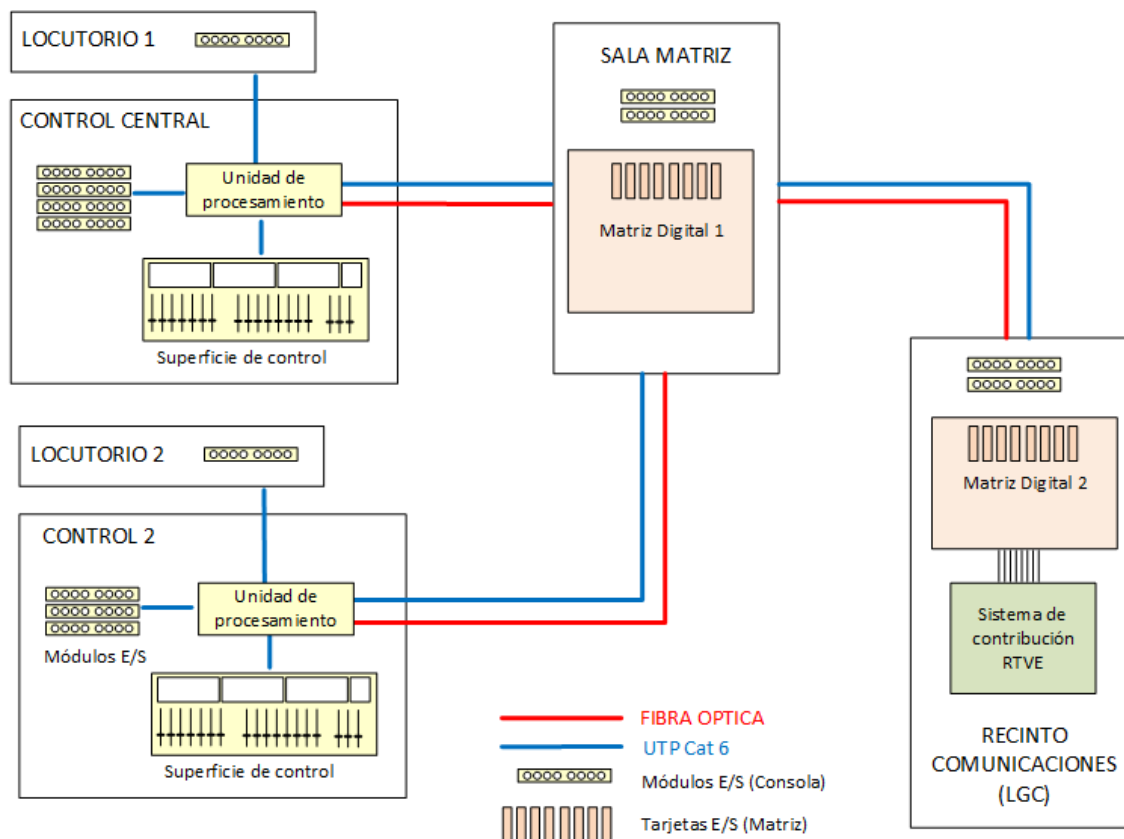 LOCUTORIO 1
CONTROL CENTRAL
Unidad de
procesamiento
Superficie de control
SALA MATRIZ
Matriz Digital 1
LOCUTORIO 2
CONTROL 2
Unidad de
procesamiento
Módulos E/S
Superficie de control
Matriz Digital 2
Sistema de
contribución
RTVE
RECINTO
COMUNICACIONES
(LGC)
FIBRA OPTICA
UTP Cat 6
Módulos E/S (Consola)
Tarjetas E/S (Matriz)